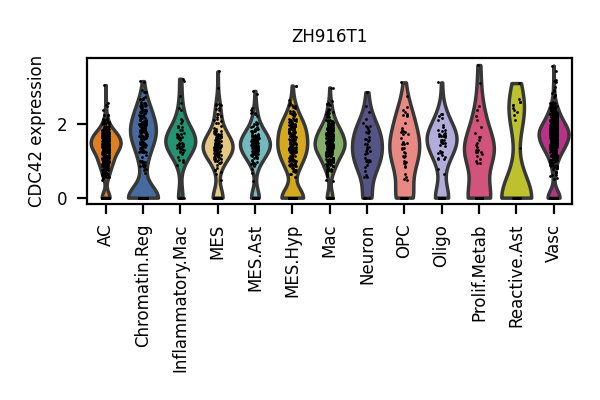 ZH916T1
CDC42 expression
2
0
AC
Chromatin.Reg
Inflammatory.Mac
MES
MES.Ast
MES.Hyp
Mac
Neuron
OPC
Oligo
Prolif.Metab
Reactive.Ast
Vasc